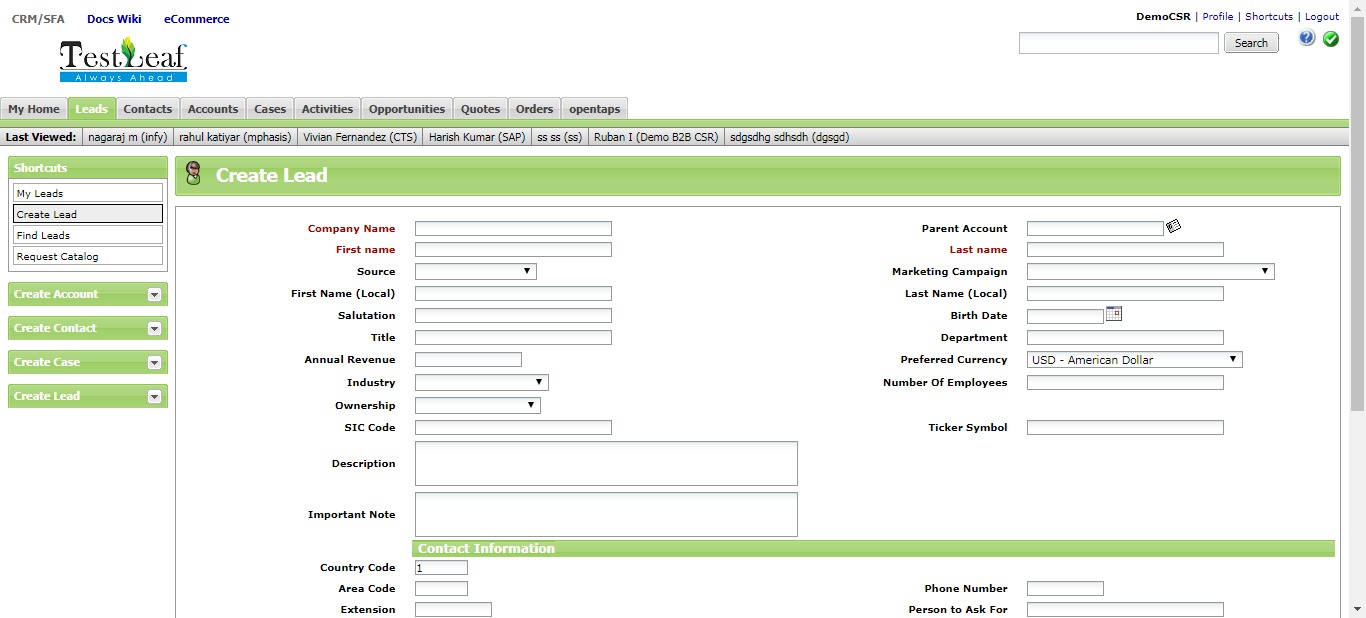 CRM/SFA Docs Wiki eCommerce
DemoCSR | Profile | Shortcuts | Logout
TestLeaf
Always Ahead
Search
My Home Leads Contacts Accounts Cases Activities Opportunities Quotes Orders opentaps
Last Viewed: nagaraj m (infy) rahul katiyar (mphasis) Vivian Fernandez (CTS) Harish Kumar (SAP) ss ss (ss) Ruban I (Demo B2B CSR) sdgsdhg sdhsdh (dgsgd)
Shortcuts
My Leads
Create Lead
Find Leads
Request Catalog
Create Account
Create Contact
Create Case
Create Lead
Create Lead
Company Name Parent Account
First name Last name
Source Marketing Campaign
First Name (Local) Last Name (Local)
Salutation Birth Date
Title Department
Annual Revenue Preferred Currency USD - American Dollar
Industry Number Of Employees
Ownership
SIC Code Ticker Symbol
Description
Important Note
Contact Information
Country Code 1
Area Code Phone Number
Extension Person to Ask For